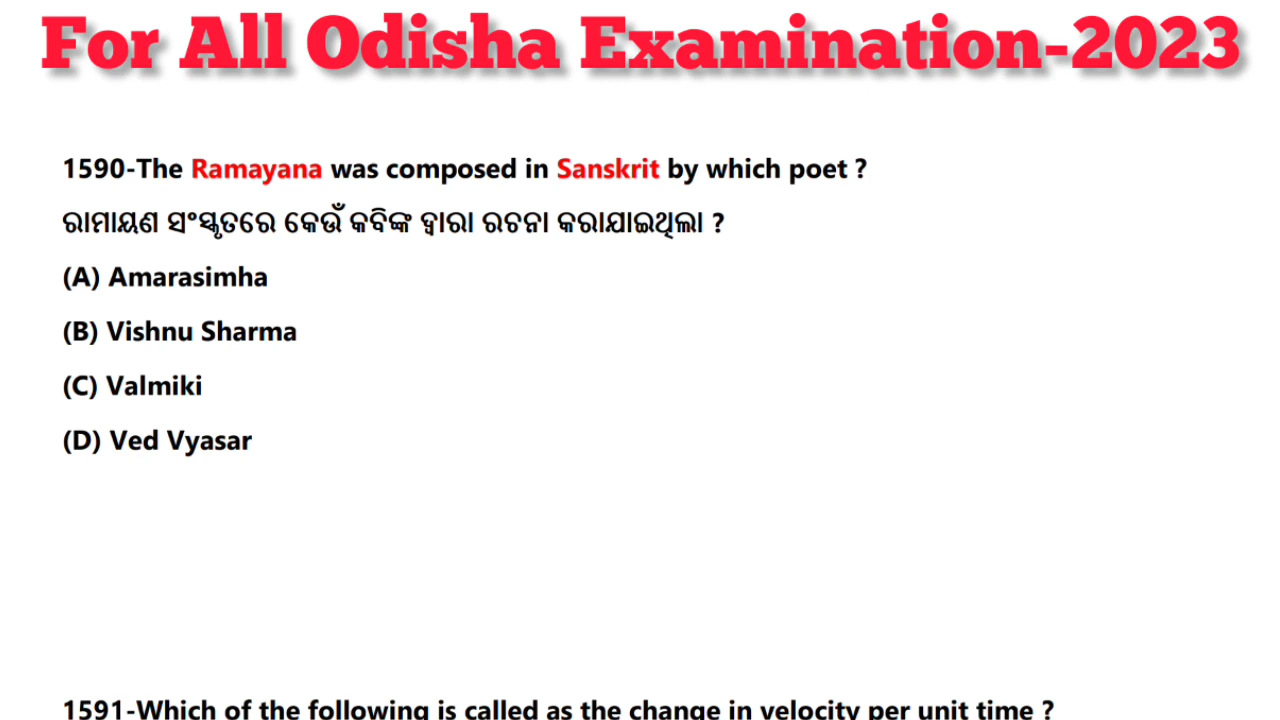 For All Odisha Examination-2023
1590-The Ramayana was composed in Sanskrit by which poet ?
ରାମାୟଣ ସଂସ୍କୃତରେ କେଉଁ କବିଙ୍କ ଦ୍ୱାରା ରଚନା କରାଯାଇଥିଲା ?
(A) Amarasimha
(B) Vishnu Sharma
(C) Valmiki
(D) Ved Vyasar
1591-Which of the following is called as the change in velocity per unit time ?